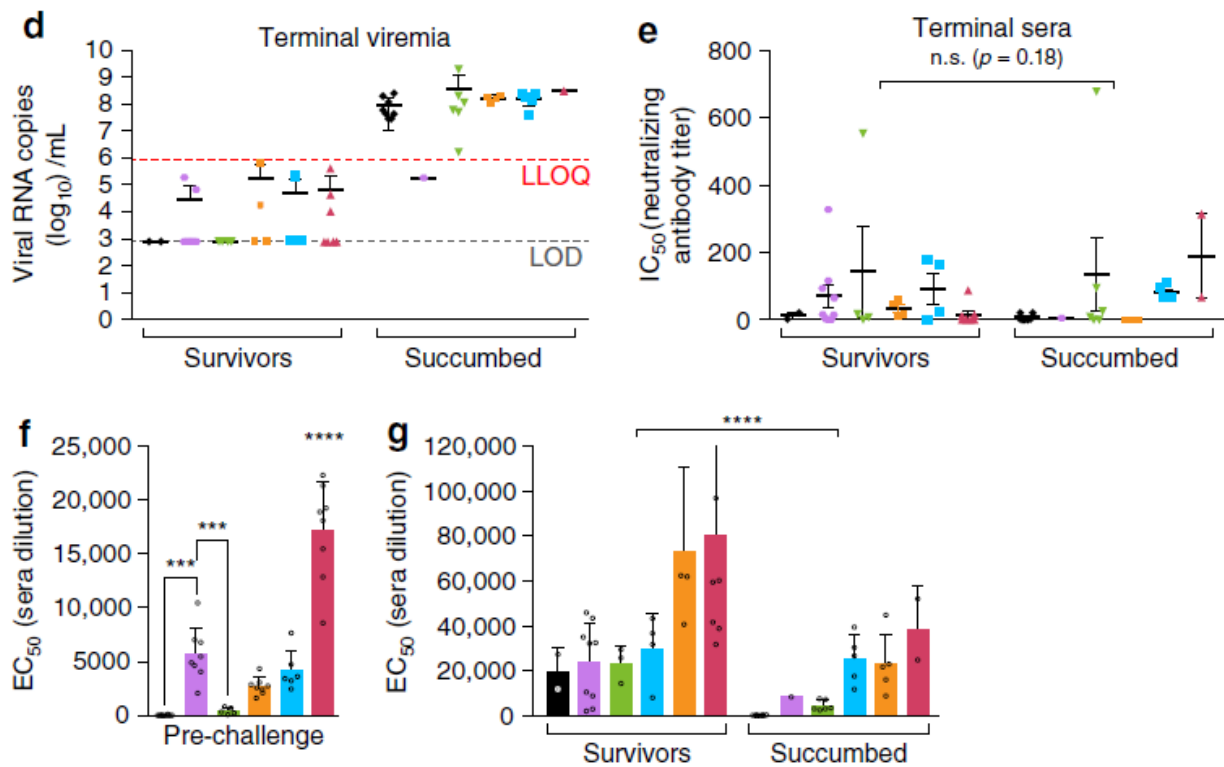 d
Terminal viremia
Viral RNA copies
(log10) /mL
10
9
8
7
6
5
4
3
2
1
0
LLOQ
LOD
Survivors
Succumbed
e
Terminal sera
n.s. (p = 0.18)
IC50 (neutralizing
antibody titer)
800
600
400
200
0
Survivors
Succumbed
f
EC50 (sera dilution)
25,000
20,000
15,000
10,000
5000
0
***
***
****
Pre-challenge
g
EC50 (sera dilution)
120,000
100,000
80,000
60,000
40,000
20,000
0
****
Survivors
Succumbed